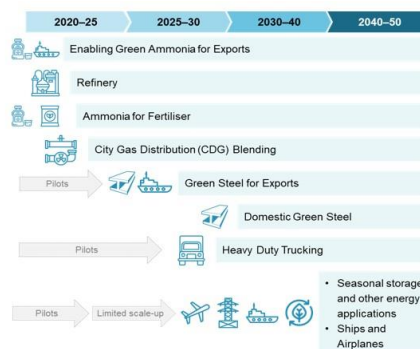 2020–25 2025–30 2030–40 2040–50
Enabling Green Ammonia for Exports
Refinery
Ammonia for Fertiliser
City Gas Distribution (CDG) Blending
Pilots Green Steel for Exports
Domestic Green Steel
Pilots Heavy Duty Trucking
Pilots Limited scale-up
• Seasonal storage
and other energy
applications
• Ships and
Airplanes